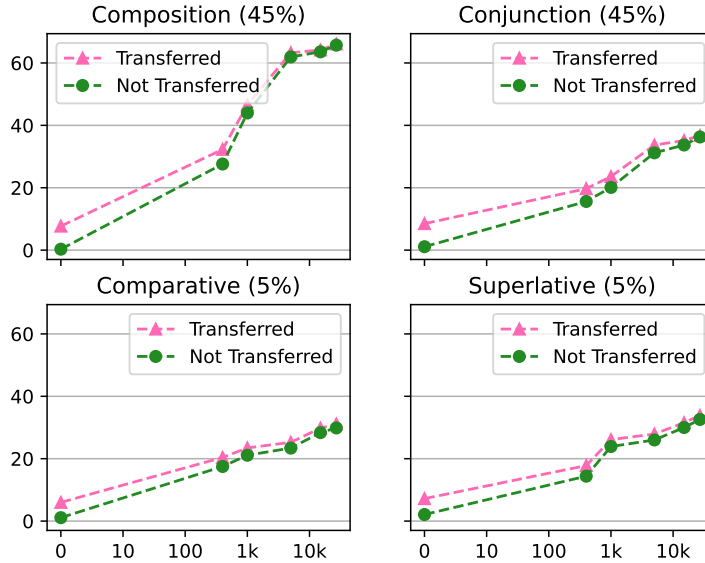 Composition (45%)
Transferred
Not Transferred
60
40
20
0
Conjunction (45%)
Transferred
Not Transferred
Comparative (5%)
Transferred
Not Transferred
60
40
20
0
0 10 100 1k 10k
Superlative (5%)
Transferred
Not Transferred
0 10 100 1k 10k